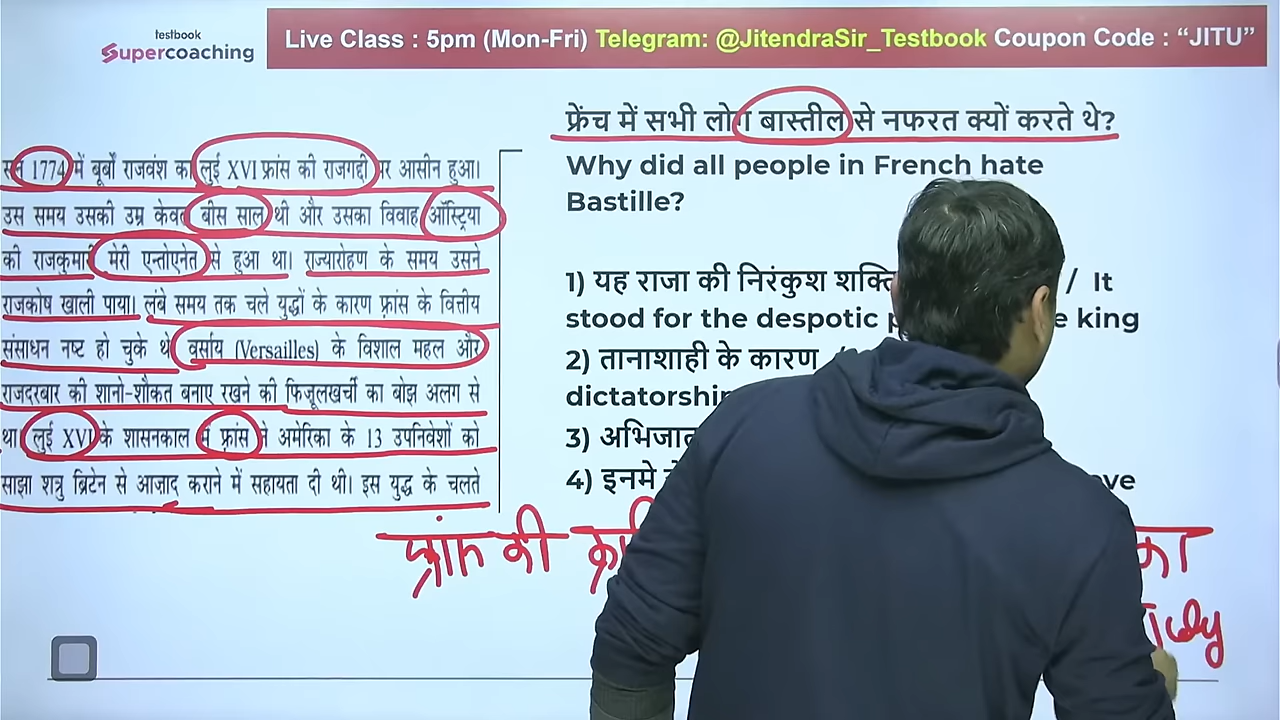 testbook
Supercoaching
Live Class : 5pm (Mon-Fri) Telegram: @JitendraSir_Testbook Coupon Code : “JITU”
सन 1774 में बूर्बों राजवंश का लुई XVI फ्रांस की राजगद्दी पर आसीन हुआ।
उस समय उसकी उम्र केवल बीस साल थी और उसका विवाह ऑस्ट्रिया
की राजकुमारी मेरी एन्तोएनेत से हुआ था। राज्यारोहण के समय उसने
राजकोष खाली पाया। लंबे समय तक चले युद्धों के कारण फ़्रांस के वित्तीय
संसाधन नष्ट हो चुके थे वर्साय (Versailles) के विशाल महल और
राजदरबार की शानो-शौकत बनाए रखने की फिज़ूलखर्ची का बोझ अलग से
था लुई XVI के शासनकाल में फ़्रांस ने अमेरिका के 13 उपनिवेशों को
साझा शत्रु ब्रिटेन से आज़ाद कराने में सहायता दी थी। इस युद्ध के चलते
फ्रेंच में सभी लोग बास्तील से नफरत क्यों करते थे?
Why did all people in French hate
Bastille?
1) यह राजा की निरंकुश / It
stood for the despotic king
2) तानाशाही के कारण
3)
4) इनमे
की का